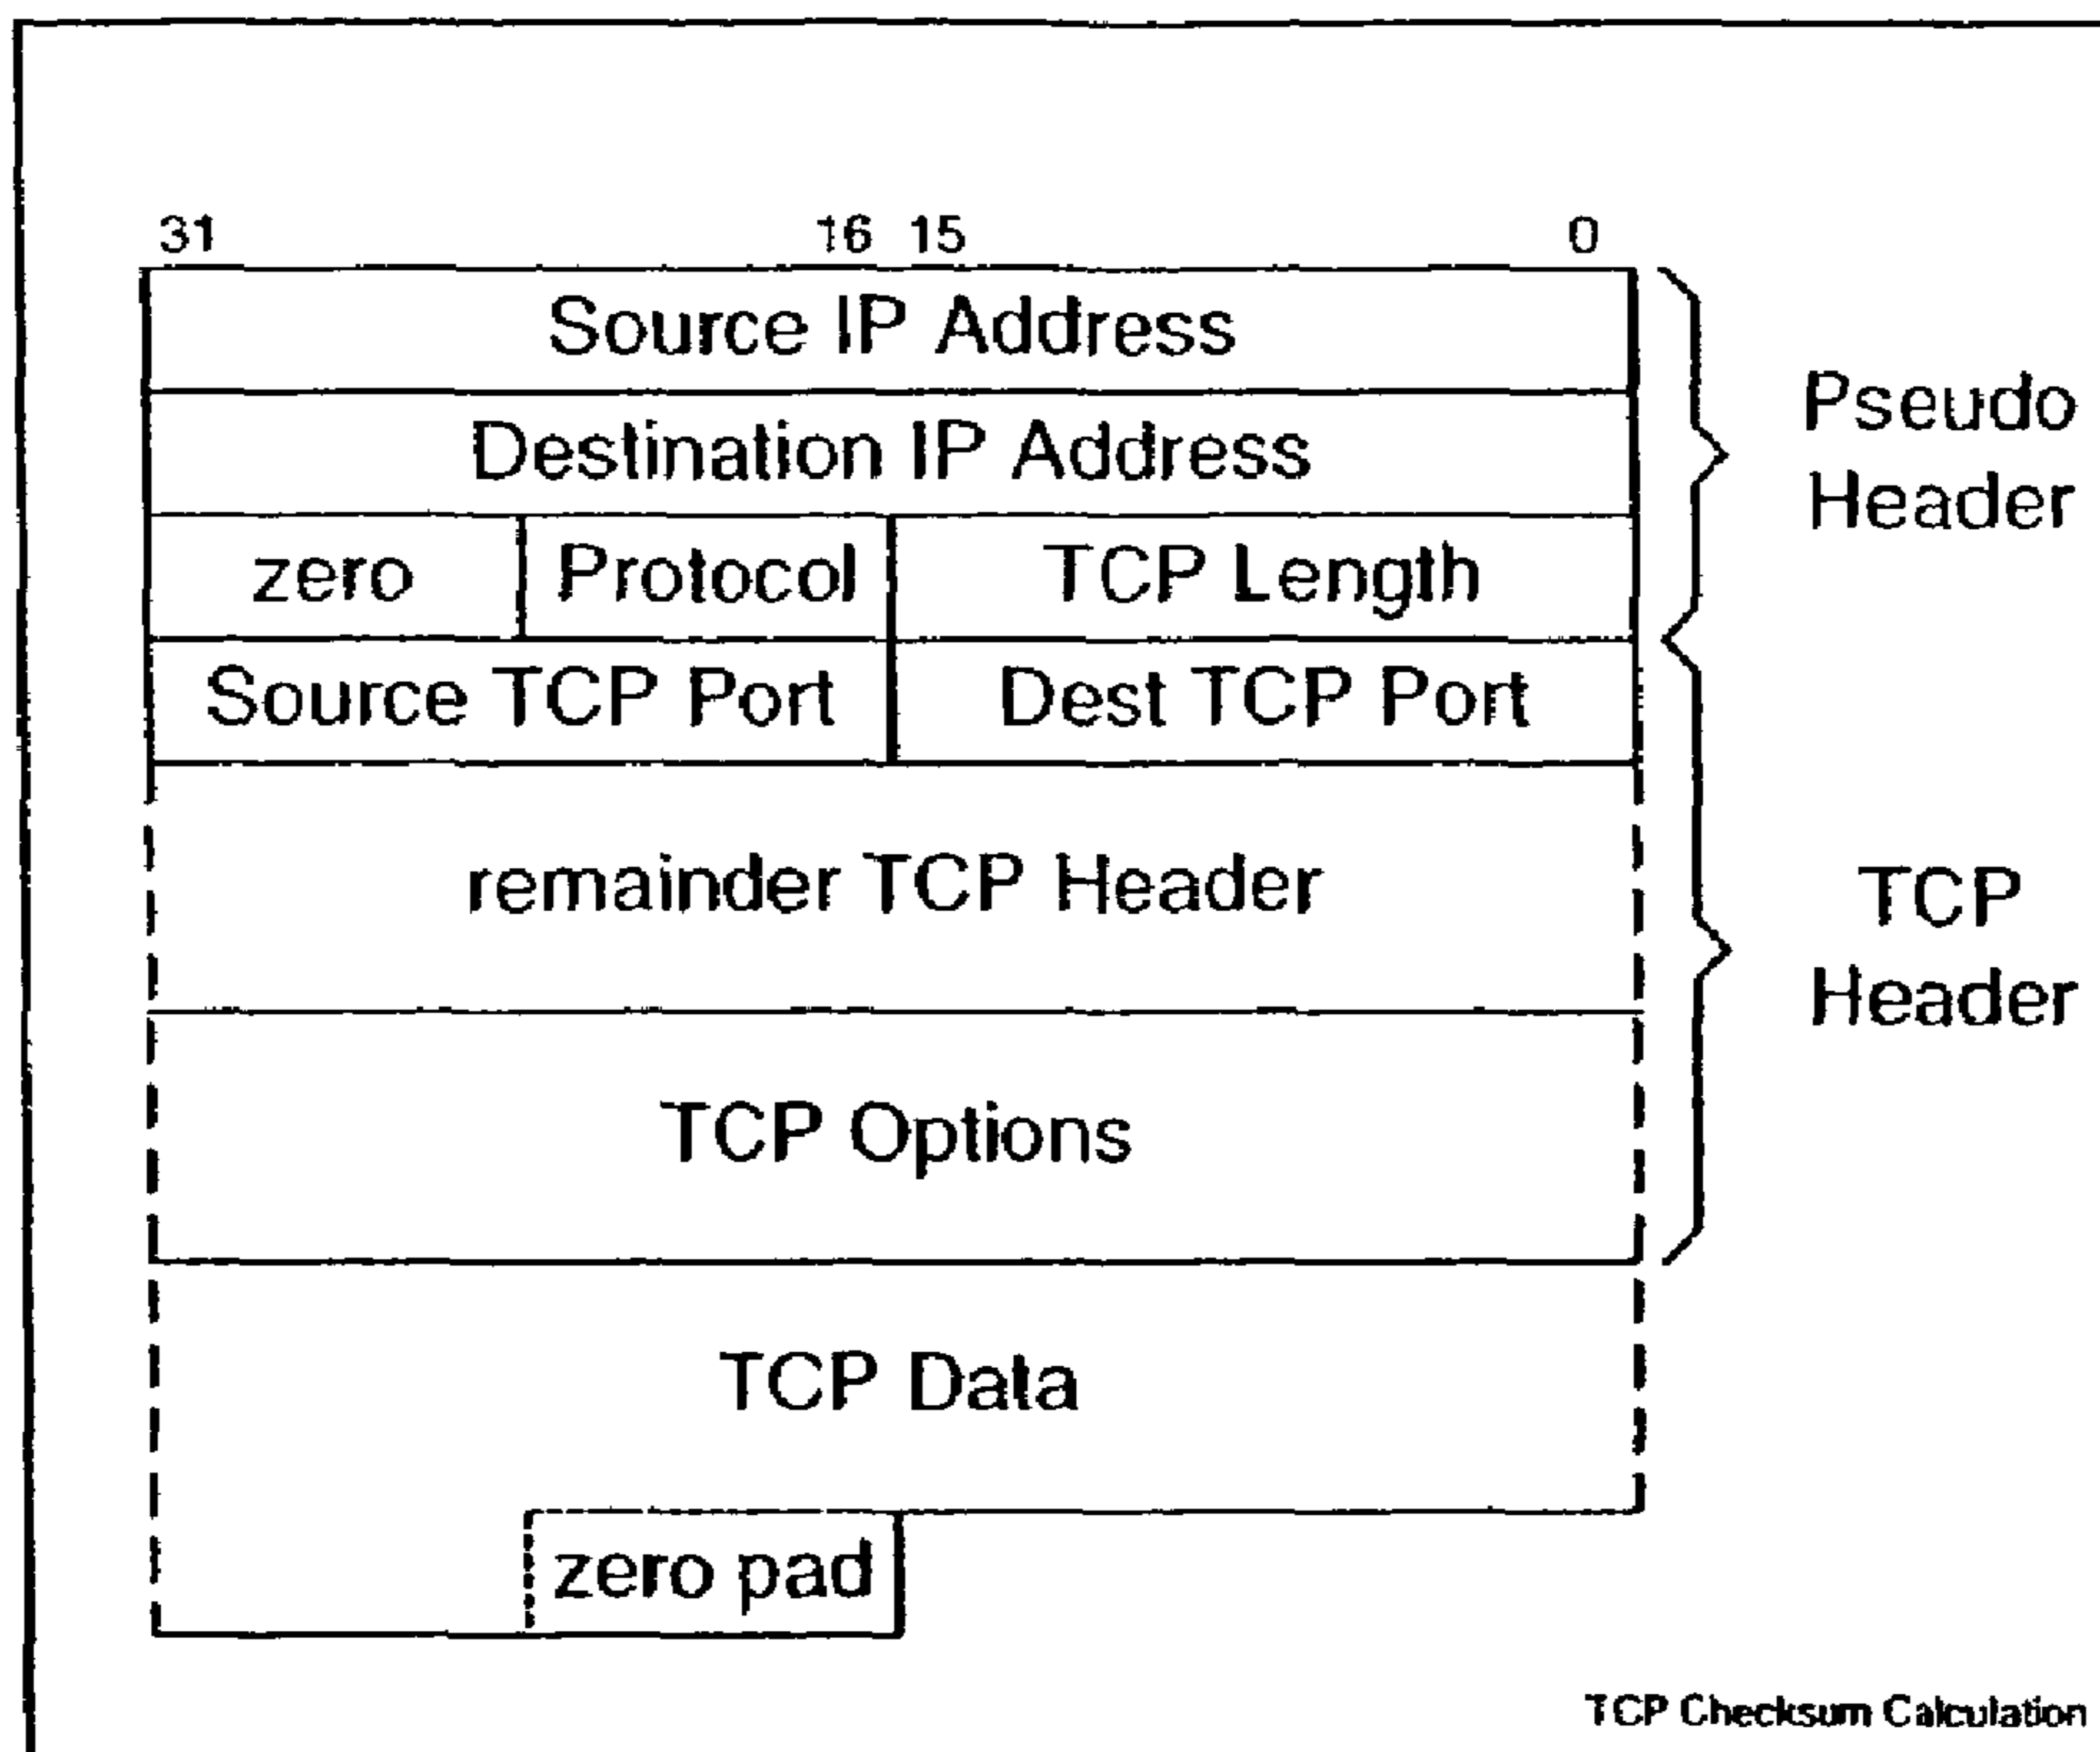 31 16 15 0
Source IP Address
Destination IP Address
zero Protocol TCP Length
Source TCP Port Dest TCP Port
remainder TCP Header
TCP Options
TCP Data
zero pad
Pseudo
Header
TCP
Header
TCP Checksum Calculation